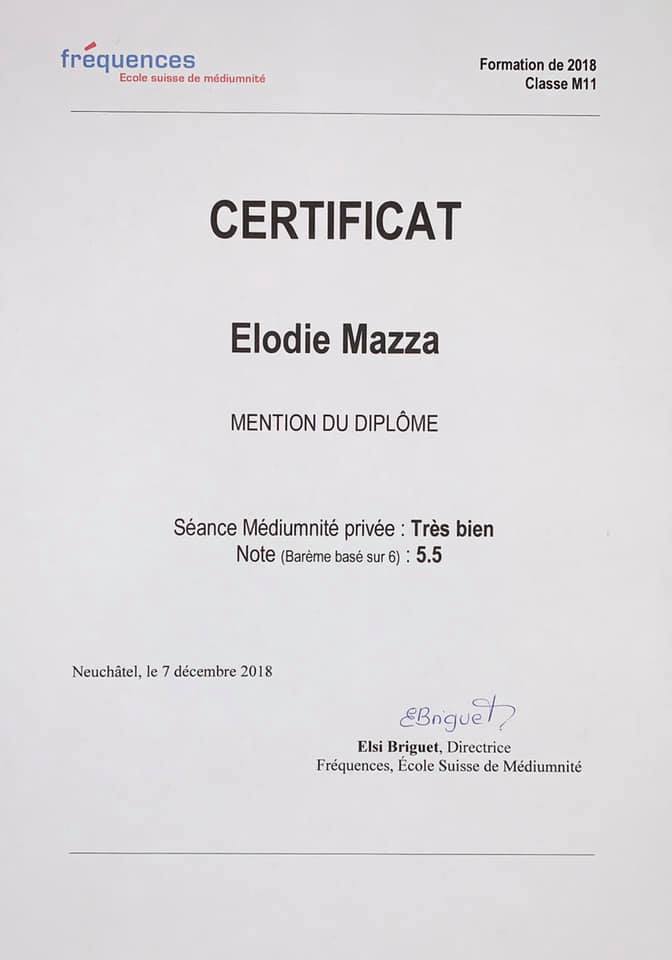 fréquences
Ecole suisse de médiumnité
Formation de 2018
Classe M11
CERTIFICAT
Elodie Mazza
MENTION DU DIPLÔME
Séance Médiumnité privée : Très bien
Note (Barème basé sur 6) : 5.5
Neuchâtel, le 7 décembre 2018
EBriguet
Elsi Briguet, Directrice
Fréquences, École Suisse de Médiumnité